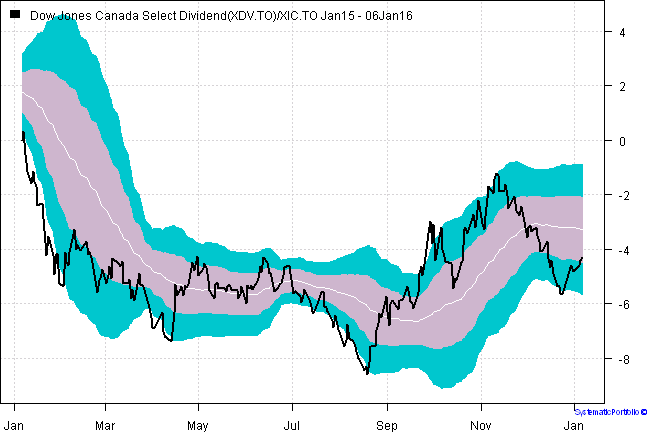 Dow Jones Canada Select Dividend(XDV.TO)/XIC.TO Jan15 - 06Jan16
4
2
0
-2
-4
-6
-8
Jan Mar May Jul Sep Nov Jan
SystematicPortfolio ©